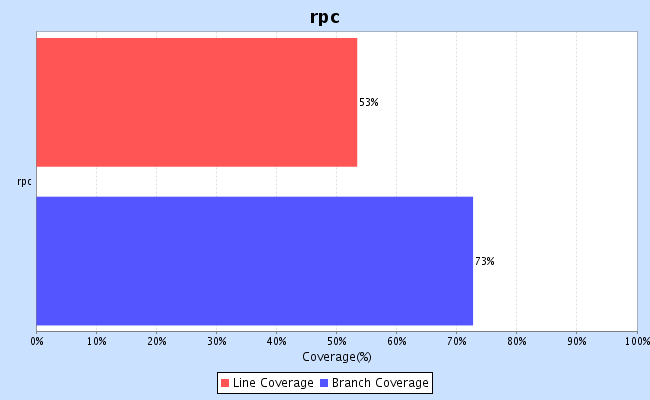 rpc
53%
rpc
73%
0% 10% 20% 30% 40% 50% 60% 70% 80% 90% 100%
Coverage(%)
Line Coverage Branch Coverage